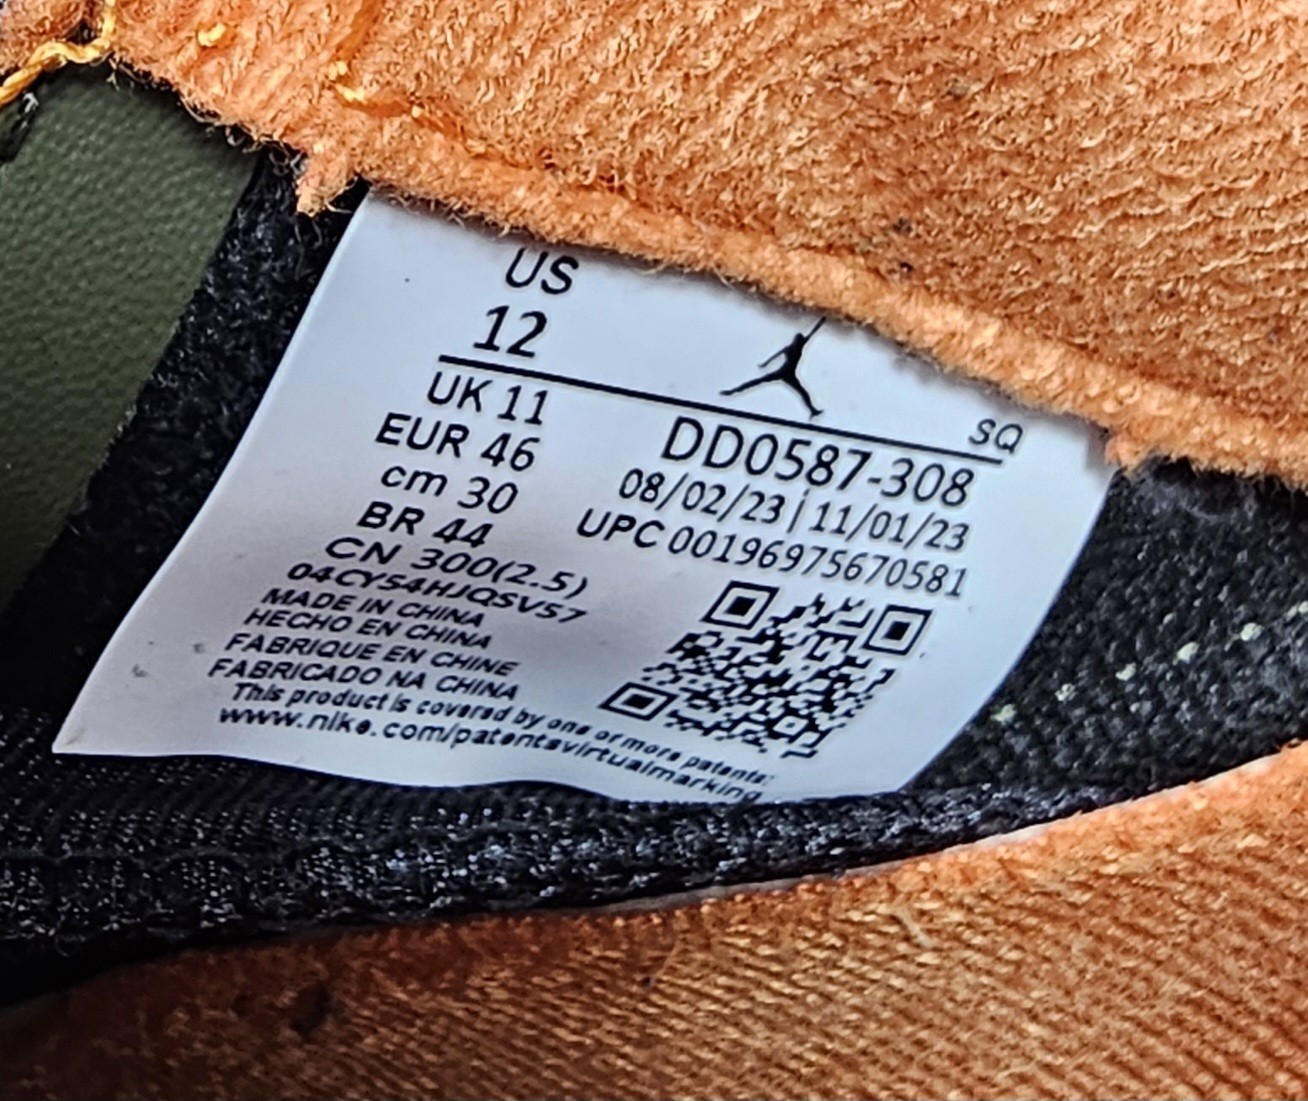 US
12
UK 11
EUR 46
cm 30
BR 44
CN 300(2.5)
SQ
DD0587-308
08/02/23 | 11/01/23
UPC 00196975670581
04CY54HJQSV57
MADE IN CHINA
HECHO EN CHINA
FABRIQUE EN CHINE
FABRICADO NA CHINA
This product is covered by one or more patents:
www.nike.com/patentsvirtualmarking